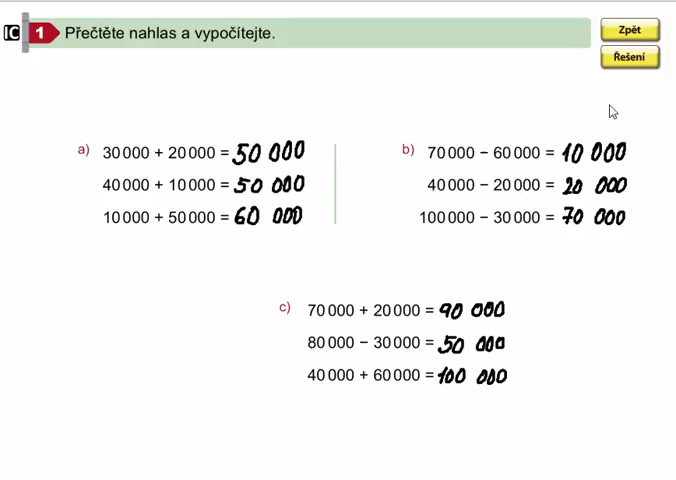 IC 1 Přečtěte nahlas a vypočítejte.
Zpět
Řešení
a) 30 000 + 20 000 = 50 000
40 000 + 10 000 = 50 000
10 000 + 50 000 = 60 000
b) 70 000 − 60 000 = 10 000
40 000 − 20 000 = 20 000
100 000 − 30 000 = 70 000
c) 70 000 + 20 000 = 90 000
80 000 − 30 000 = 50 000
40 000 + 60 000 = 100 000